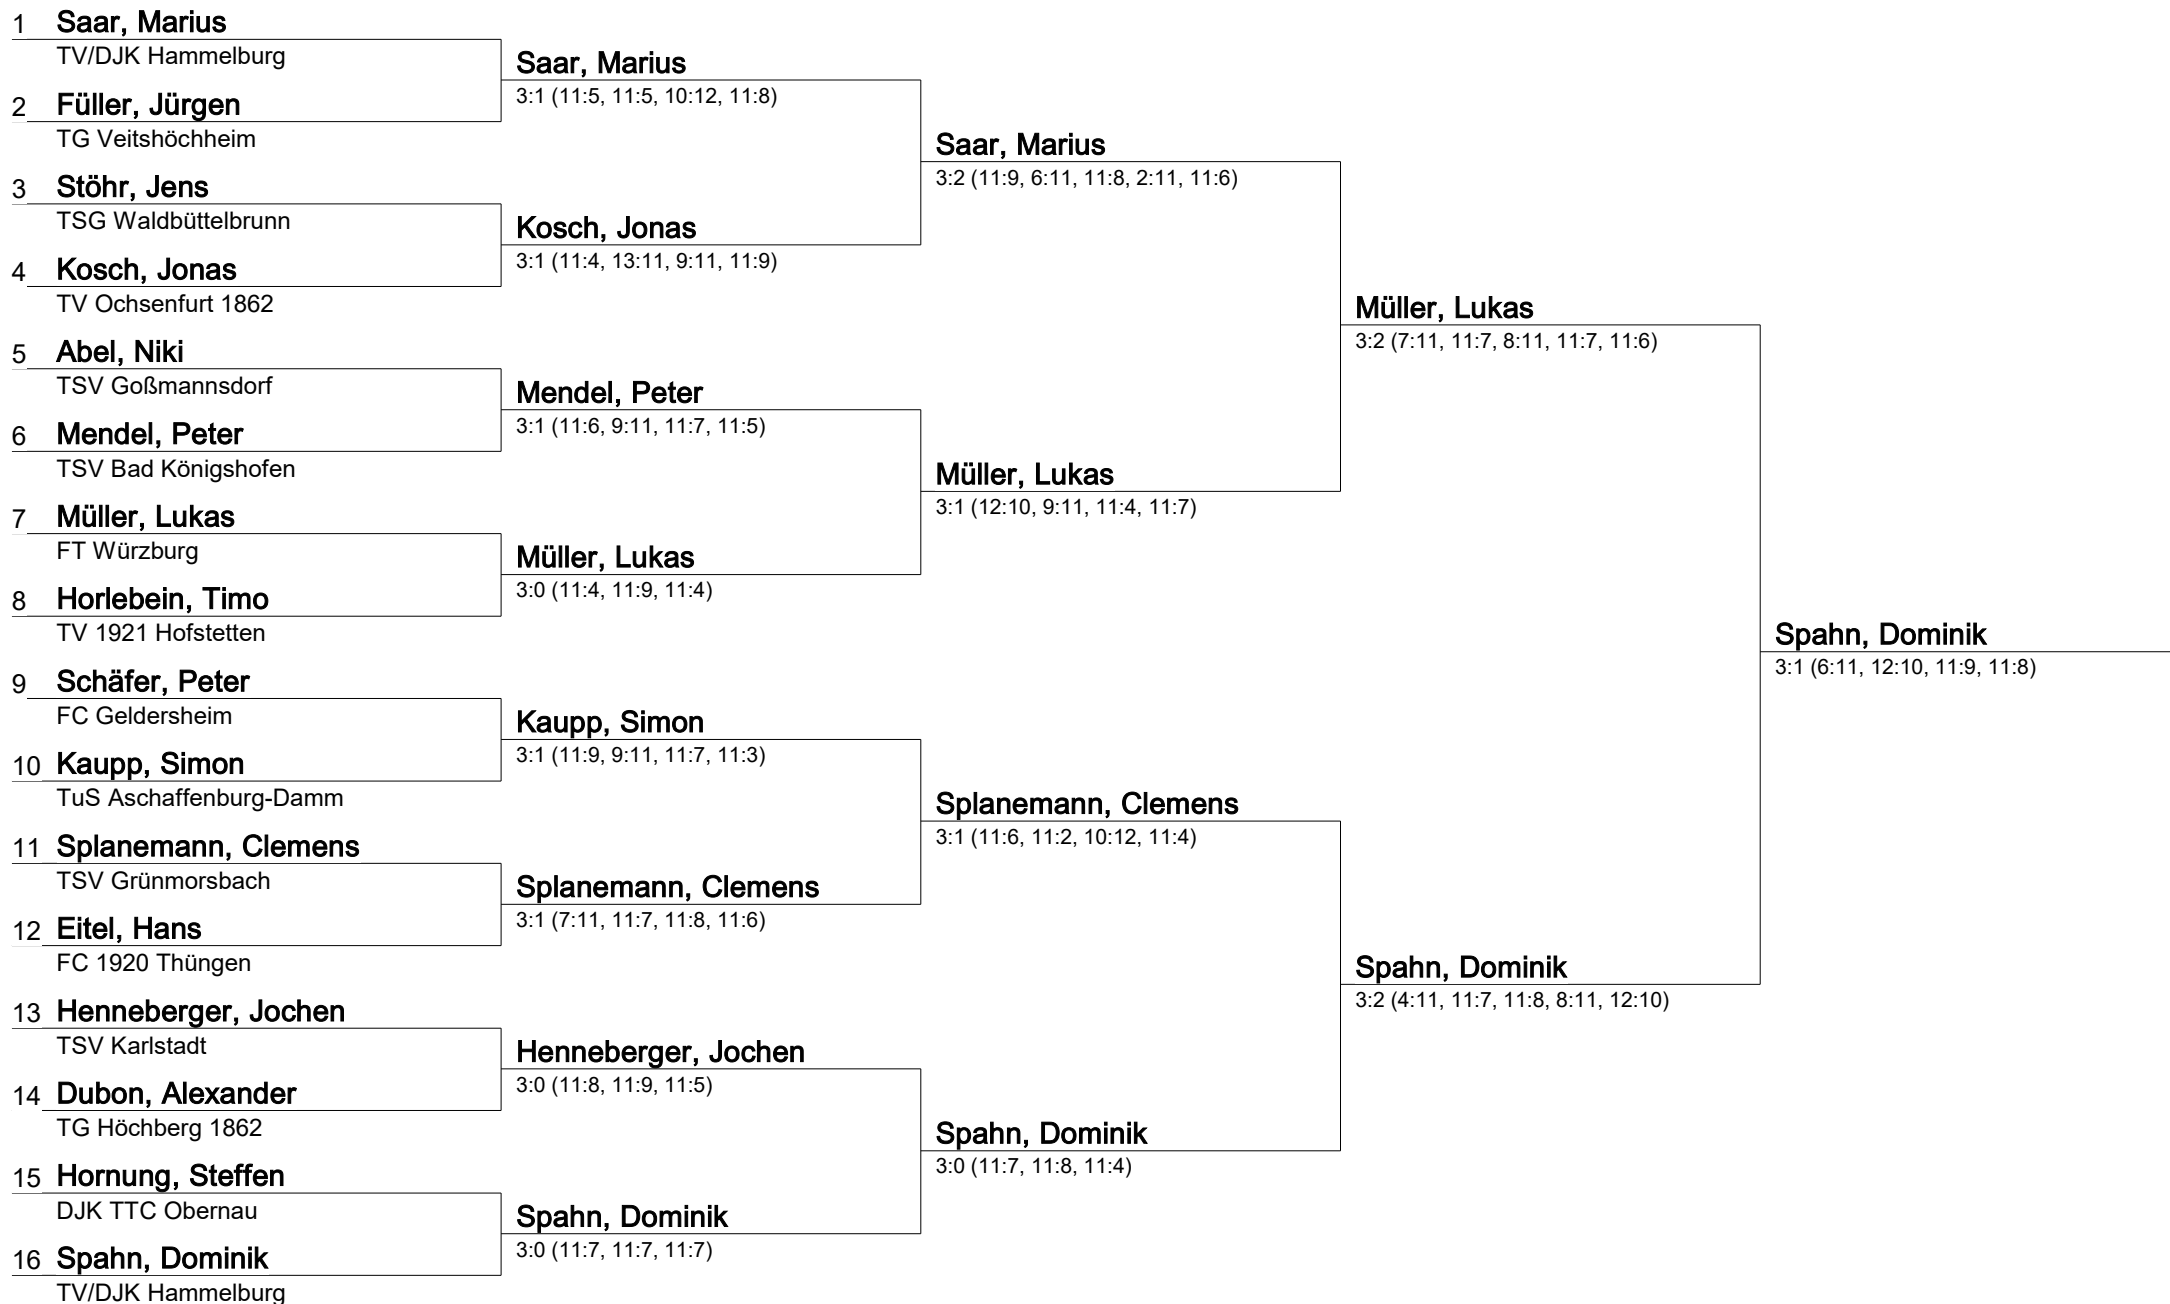 1 Saar, Marius
TV/DJK Hammelburg
2 Füller, Jürgen
TG Veitshöchheim
3 Stöhr, Jens
TSG Waldbüttelbrunn
4 Kosch, Jonas
TV Ochsenfurt 1862
5 Abel, Niki
TSV Goßmannsdorf
6 Mendel, Peter
TSV Bad Königshofen
7 Müller, Lukas
FT Würzburg
8 Horlebein, Timo
TV 1921 Hofstetten
9 Schäfer, Peter
FC Geldersheim
10 Kaupp, Simon
TuS Aschaffenburg-Damm
11 Splanemann, Clemens
TSV Grünmorsbach
12 Eitel, Hans
FC 1920 Thüngen
13 Henneberger, Jochen
TSV Karlstadt
14 Dubon, Alexander
TG Höchberg 1862
15 Hornung, Steffen
DJK TTC Obernau
16 Spahn, Dominik
TV/DJK Hammelburg
Saar, Marius
3:1 (11:5, 11:5, 10:12, 11:8)
Kosch, Jonas
3:1 (11:4, 13:11, 9:11, 11:9)
Mendel, Peter
3:1 (11:6, 9:11, 11:7, 11:5)
Müller, Lukas
3:0 (11:4, 11:9, 11:4)
Kaupp, Simon
3:1 (11:9, 9:11, 11:7, 11:3)
Splanemann, Clemens
3:1 (7:11, 11:7, 11:8, 11:6)
Henneberger, Jochen
3:0 (11:8, 11:9, 11:5)
Spahn, Dominik
3:0 (11:7, 11:7, 11:7)
Saar, Marius
3:2 (11:9, 6:11, 11:8, 2:11, 11:6)
Müller, Lukas
3:1 (12:10, 9:11, 11:4, 11:7)
Splanemann, Clemens
3:1 (11:6, 11:2, 10:12, 11:4)
Spahn, Dominik
3:0 (11:7, 11:8, 11:4)
Müller, Lukas
3:2 (7:11, 11:7, 8:11, 11:7, 11:6)
Spahn, Dominik
3:2 (4:11, 11:7, 11:8, 8:11, 12:10)
Spahn, Dominik
3:1 (6:11, 12:10, 11:9, 11:8)